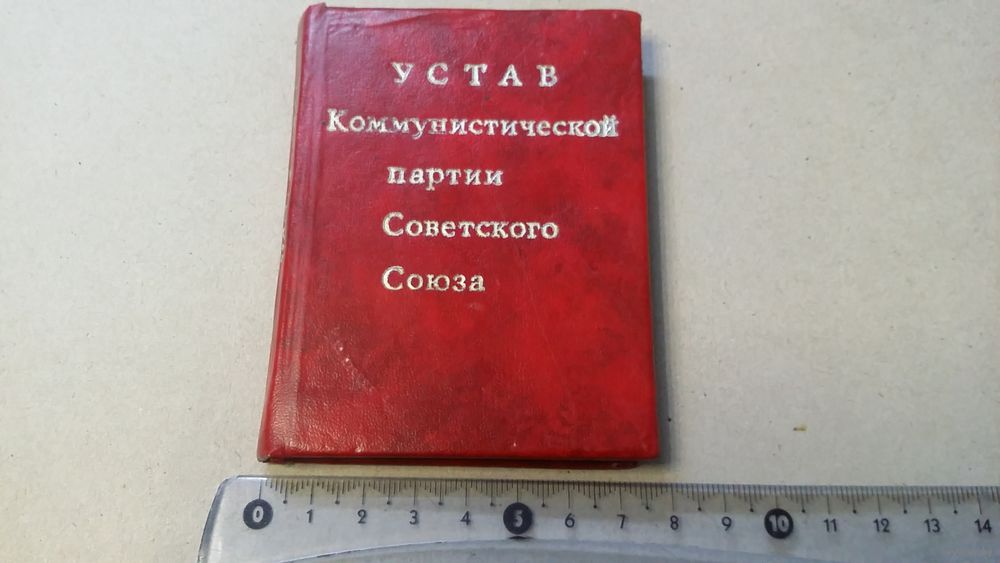 УСТАВ
Коммунистической
партии
Советского
Союза
0 1 2 3 4 5 6 7 8 9 10 11 12 13 14